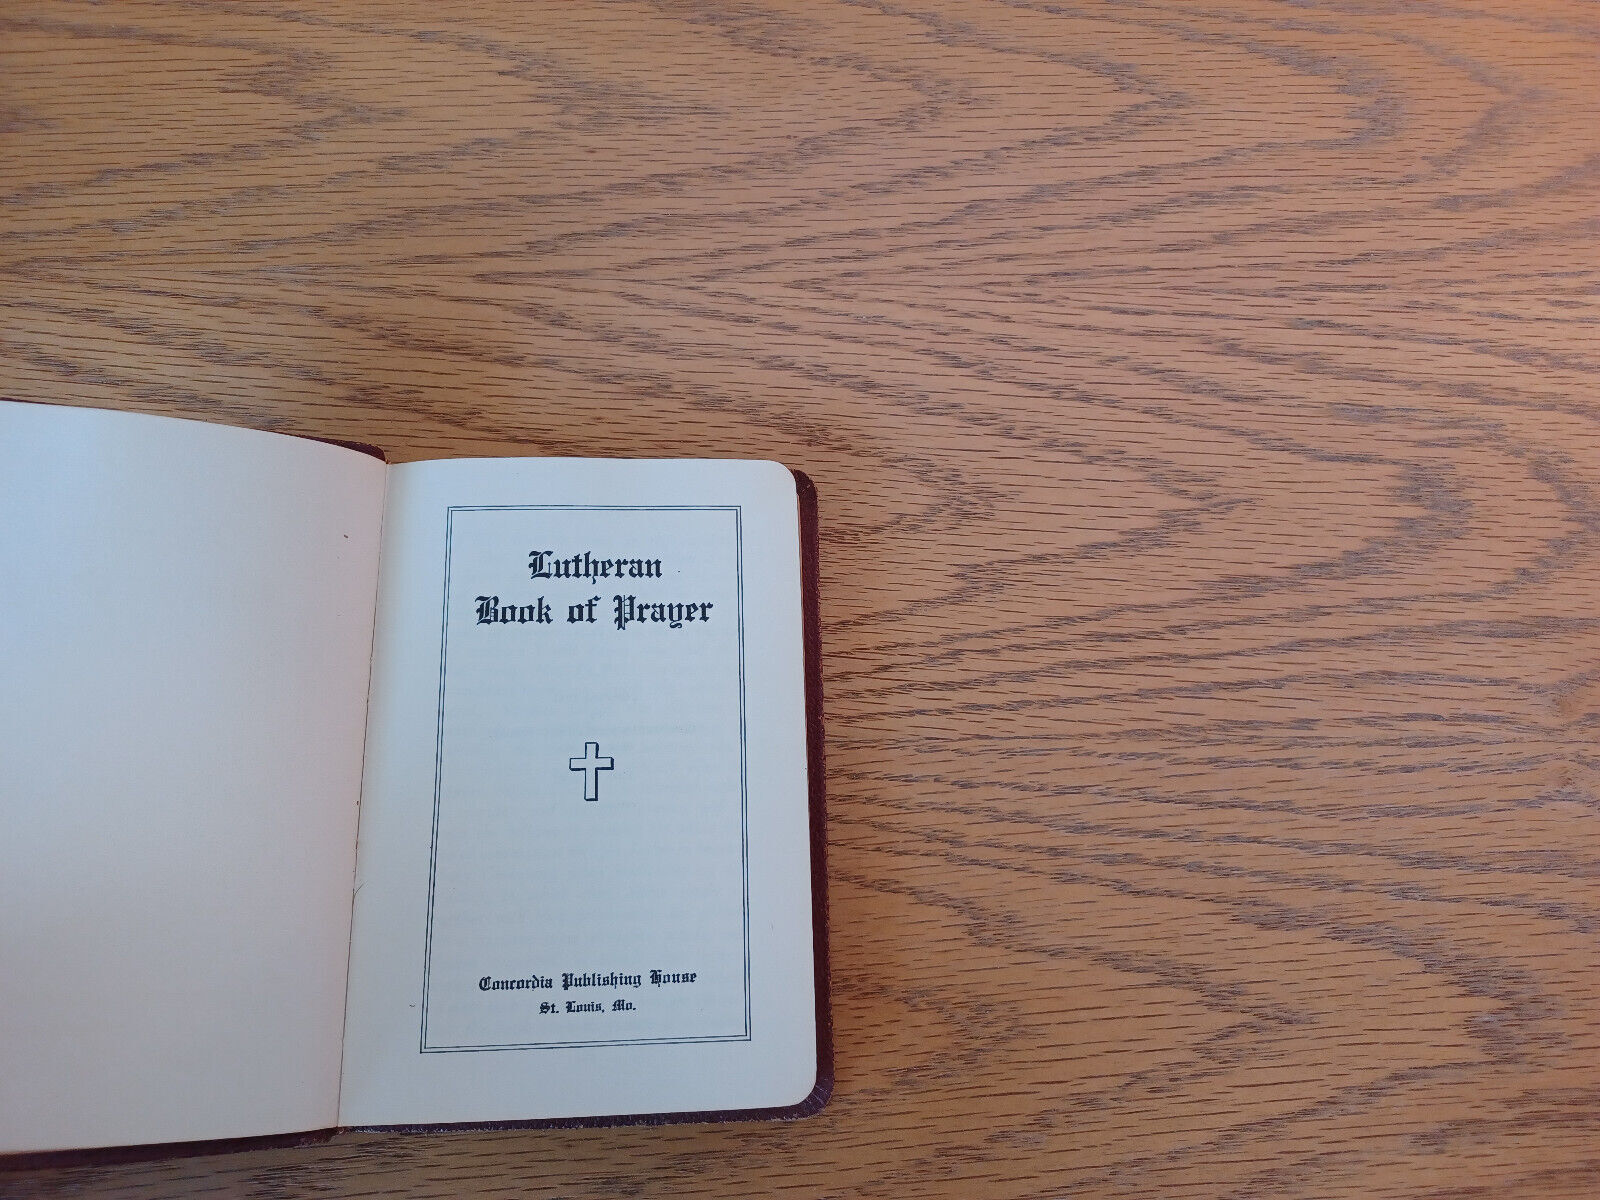 Lutheran
Book of Prayer
Concordia Publishing House
St. Louis, Mo.